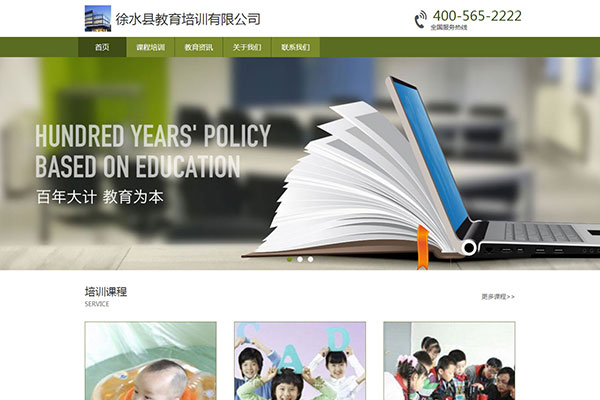 徐水县教育培训有限公司
400-565-2222
全国服务热线
首页 课程培训 教育资讯 关于我们 联系我们
HUNDRED YEARS' POLICY
BASED ON EDUCATION
百年大计 教育为本
培训课程
SERVICE
更多课程>>
C A D